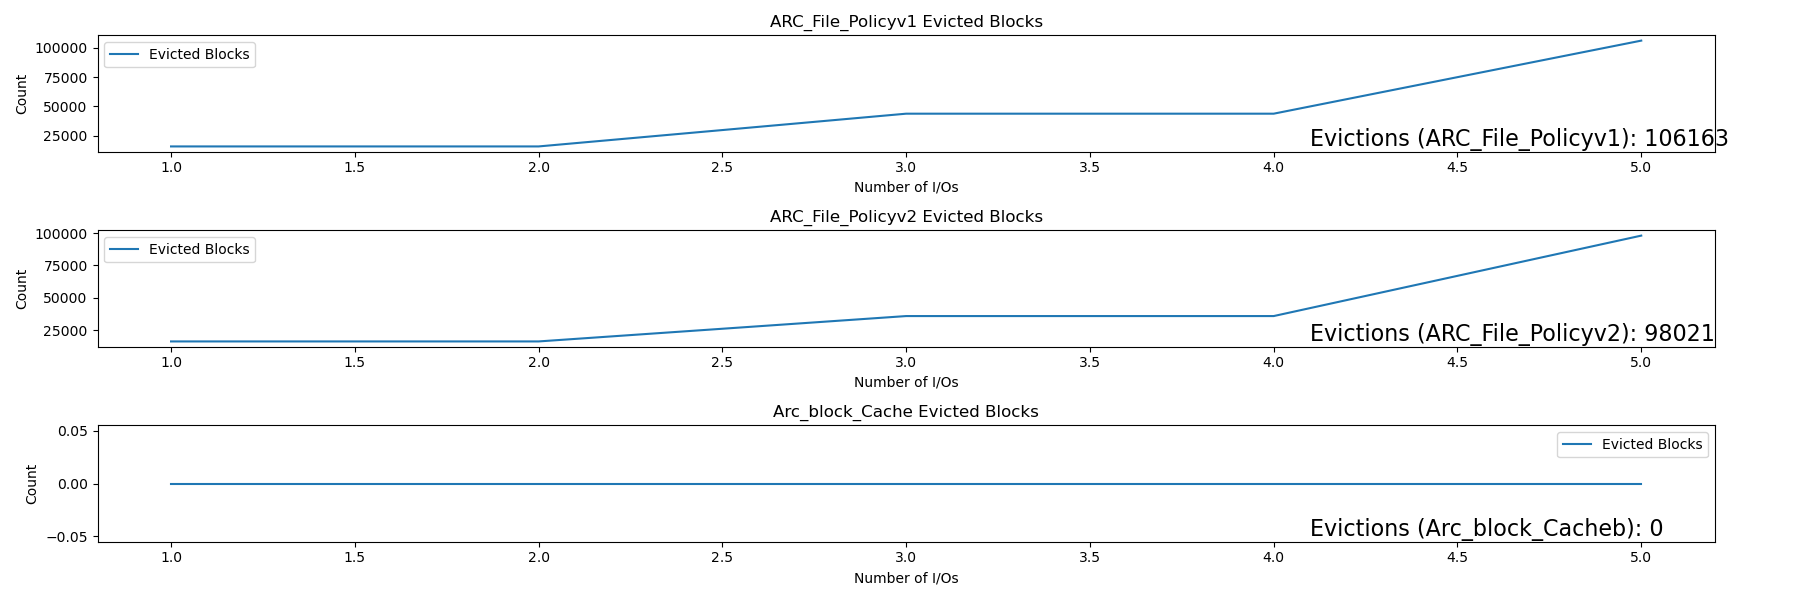 ARC_File_Policyv1 Evicted Blocks
Evicted Blocks
100000
75000
50000
25000
Count
Evictions (ARC_File_Policyv1): 106163
1.0 1.5 2.0 2.5 3.0 3.5 4.0 4.5 5.0
Number of I/Os
ARC_File_Policyv2 Evicted Blocks
Evicted Blocks
100000
75000
50000
25000
Count
Evictions (ARC_File_Policyv2): 98021
1.0 1.5 2.0 2.5 3.0 3.5 4.0 4.5 5.0
Number of I/Os
Arc_block_Cache Evicted Blocks
Evicted Blocks
0.05
0.00
−0.05
Count
Evictions (Arc_block_Cacheb): 0
1.0 1.5 2.0 2.5 3.0 3.5 4.0 4.5 5.0
Number of I/Os